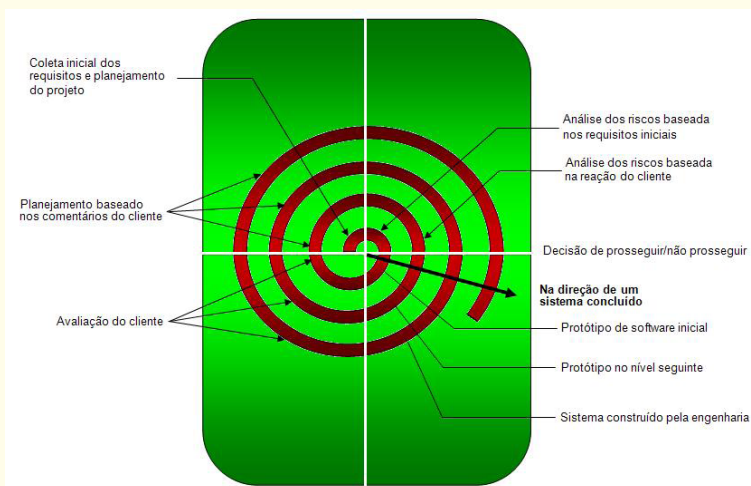 Coleta inicial dos
requisitos e planejamento
do projeto
Análise dos riscos baseada
nos requisitos iniciais
Análise dos riscos baseada
na reação do cliente
Planejamento baseado
nos comentários do cliente
Decisão de prosseguir/não prosseguir
Na direção de um
sistema concluído
Avaliação do cliente
Protótipo de software inicial
Protótipo no nível seguinte
Sistema construído pela engenharia